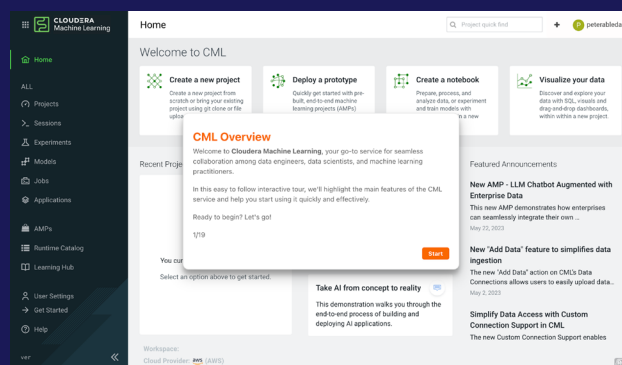 CLOUDERA
Machine Learning
Home
ALL
Projects
Sessions
Experiments
Models
Jobs
Applications
AMPs
Runtime Catalog
Learning Hub
User Settings
Get Started
Help
ver
Home
Project quick find
+
P
peterableda
Welcome to CML
Create a new project
Create a new project from
scratch or bring your existing
project using git clone or file
uploa
Deploy a prototype
Quickly get started with pre-
built, end-to-end machine
learning projects (AMPs)
Create a notebook
Prepare, process, and
analyze data, or experiment
and train models with
m a new
Visualize your data
Discover and explore your
data with SQL, visuals and
drag-and-drop dashboards,
within within a new project.
CML Overview
Welcome to Cloudera Machine Learning, your go-to service for seamless
collaboration among data engineers, data scientists, and machine learning
practitioners.
In this easy to follow interactive tour, we'll highlight the main features of the CML
service and help you start using it quickly and effectively.
Ready to begin? Let's go!
1/19
Start
Recent Proje
You cur
Select an option above to get started.
Take AI from concept to reality
This demonstration walks you through the
end-to-end process of building and
deploying AI applications.
Featured Announcements
New AMP - LLM Chatbot Augmented with
Enterprise Data
This new AMP demonstrates how enterprises
can seamlessly integrate their own ...
May 22, 2023
New "Add Data" feature to simplifies data
ingestion
The new "Add Data" action on CML's Data
Connections allows users to easily upload data..
May 2, 2023
Simplify Data Access with Custom
Connection Support in CML
The new Custom Connection Support enables
Workspace:
Cloud Provider: aws (AWS)